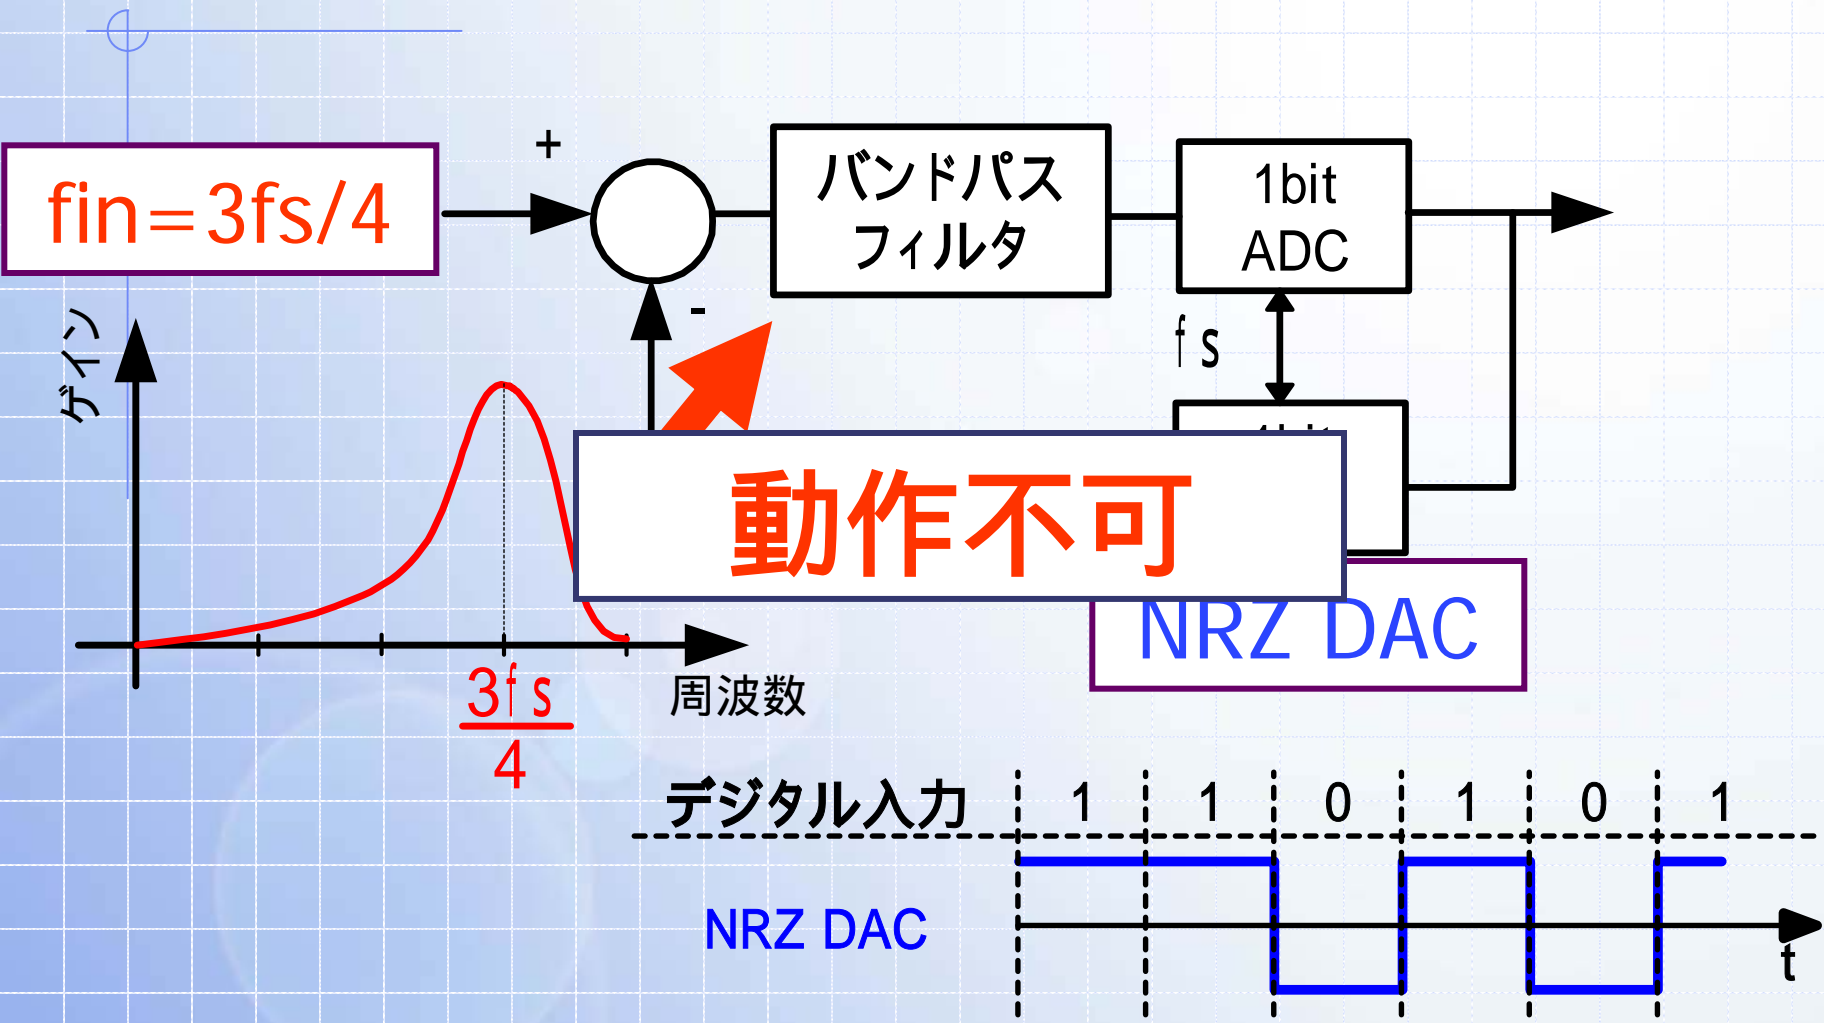 fin=3fs/4
+
-
バンドパス
フィルタ
1bit
ADC
fs
ゲイン
動作不可
NRZ DAC
3fs
4
周波数
デジタル入力 1 1 0 1 0 1
NRZ DAC
t